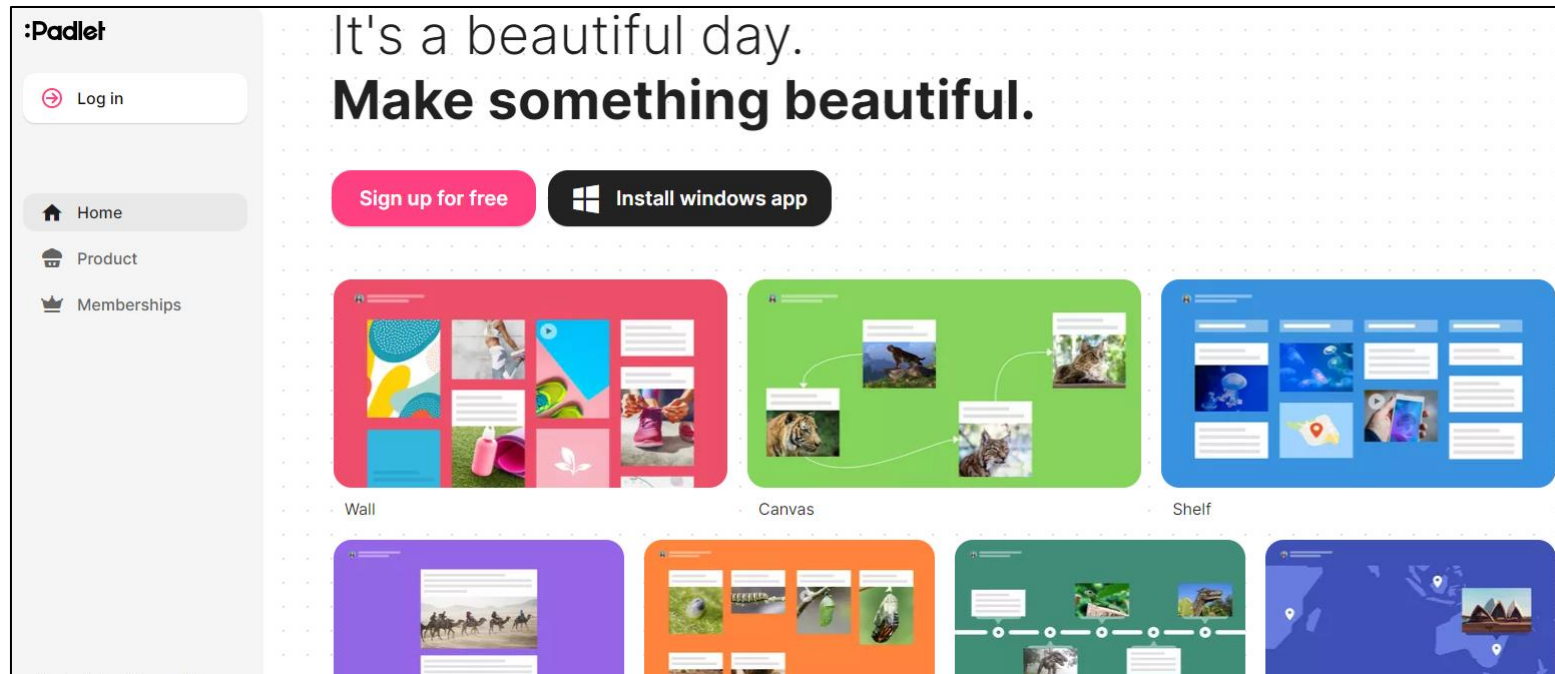 :Padlet
Log in
Home
Product
Memberships
It's a beautiful day.
Make something beautiful.
Sign up for free
Install windows app
Wall
Canvas
Shelf